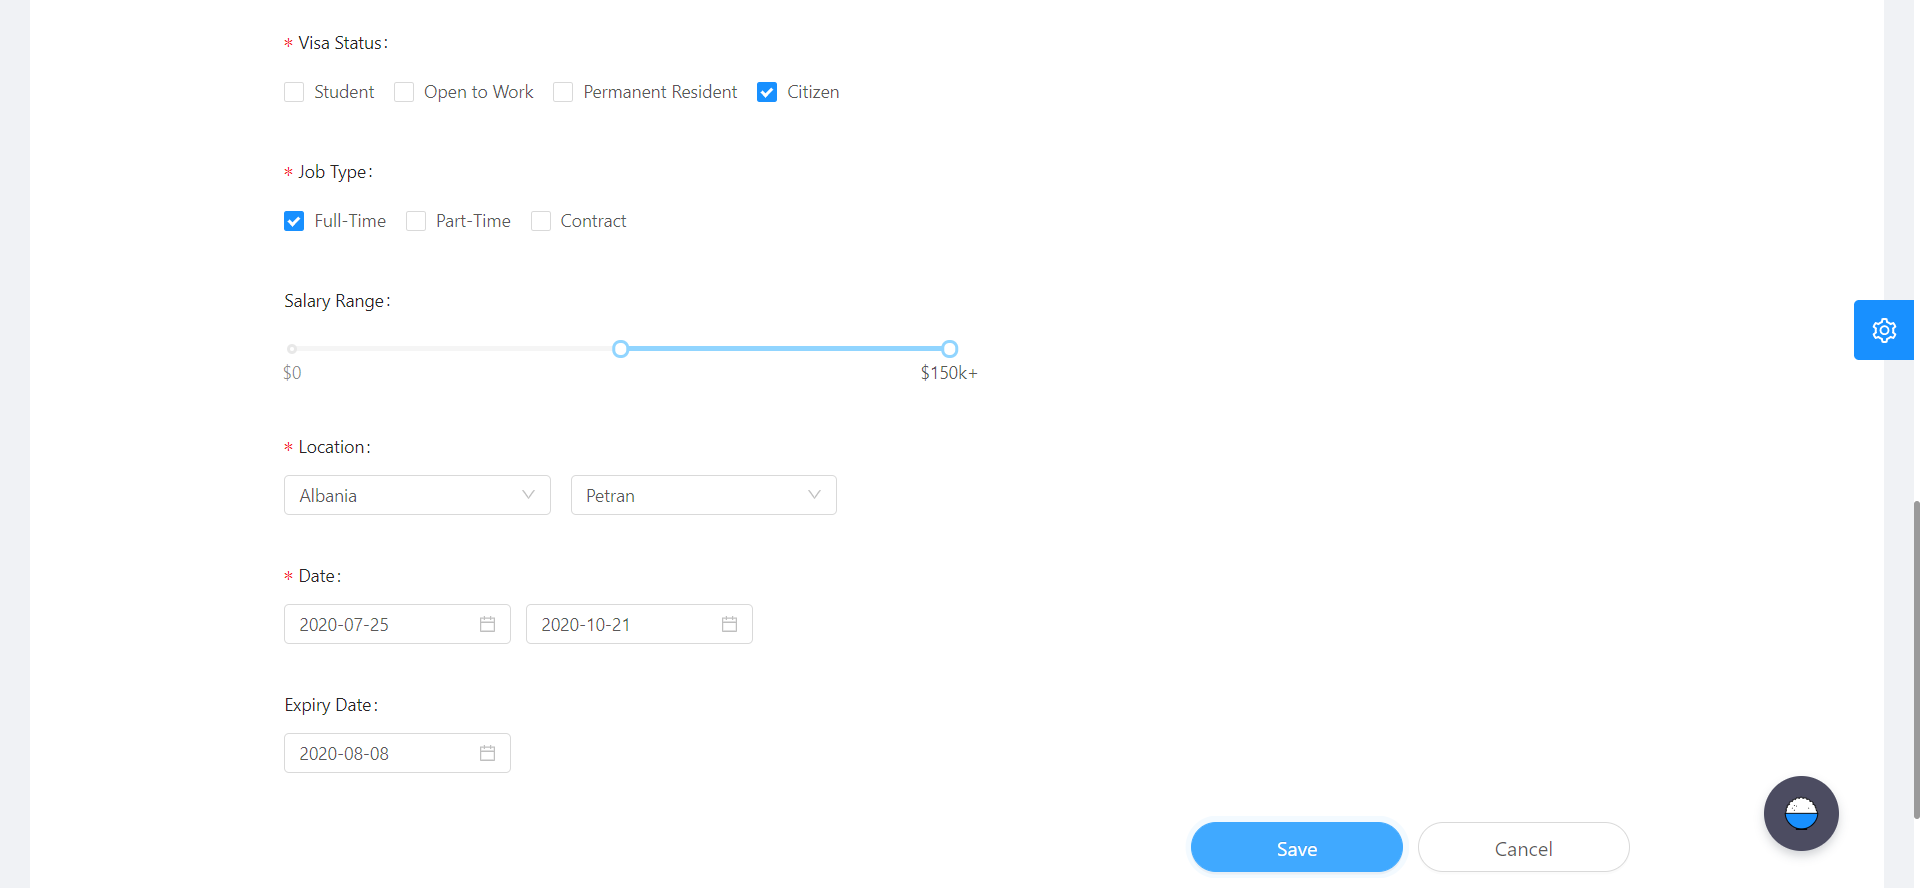 * Visa Status:
Student Open to Work Permanent Resident Citizen
* Job Type:
Full-Time Part-Time Contract
Salary Range:
$0 $150k+
* Location:
Albania Petran
* Date:
2020-07-25 2020-10-21
Expiry Date:
2020-08-08
Save Cancel